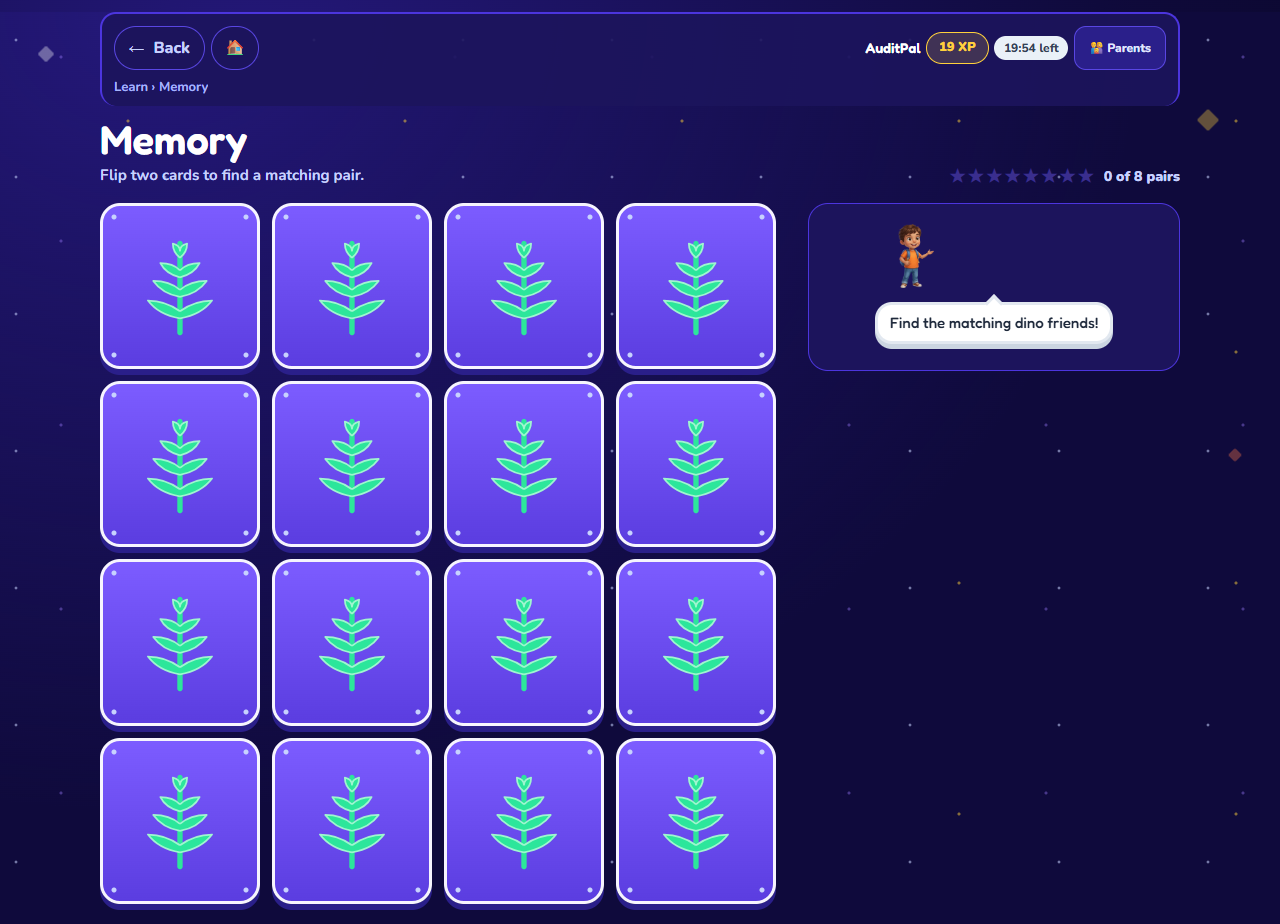 ← Back
AuditPal 19 XP 19:54 left Parents
Learn › Memory
Memory
Flip two cards to find a matching pair.
0 of 8 pairs
Find the matching dino friends!